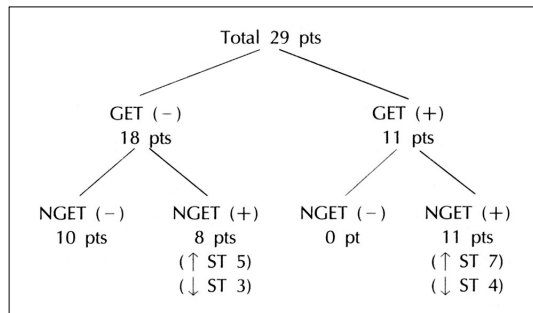 Total 29 pts
GET (−) GET (+)
18 pts 11 pts
NGET (−) NGET (+) NGET (−) NGET (+)
10 pts 8 pts 0 pt 11 pts
(↑ ST 5) (↑ ST 7)
(↓ ST 3) (↓ ST 4)